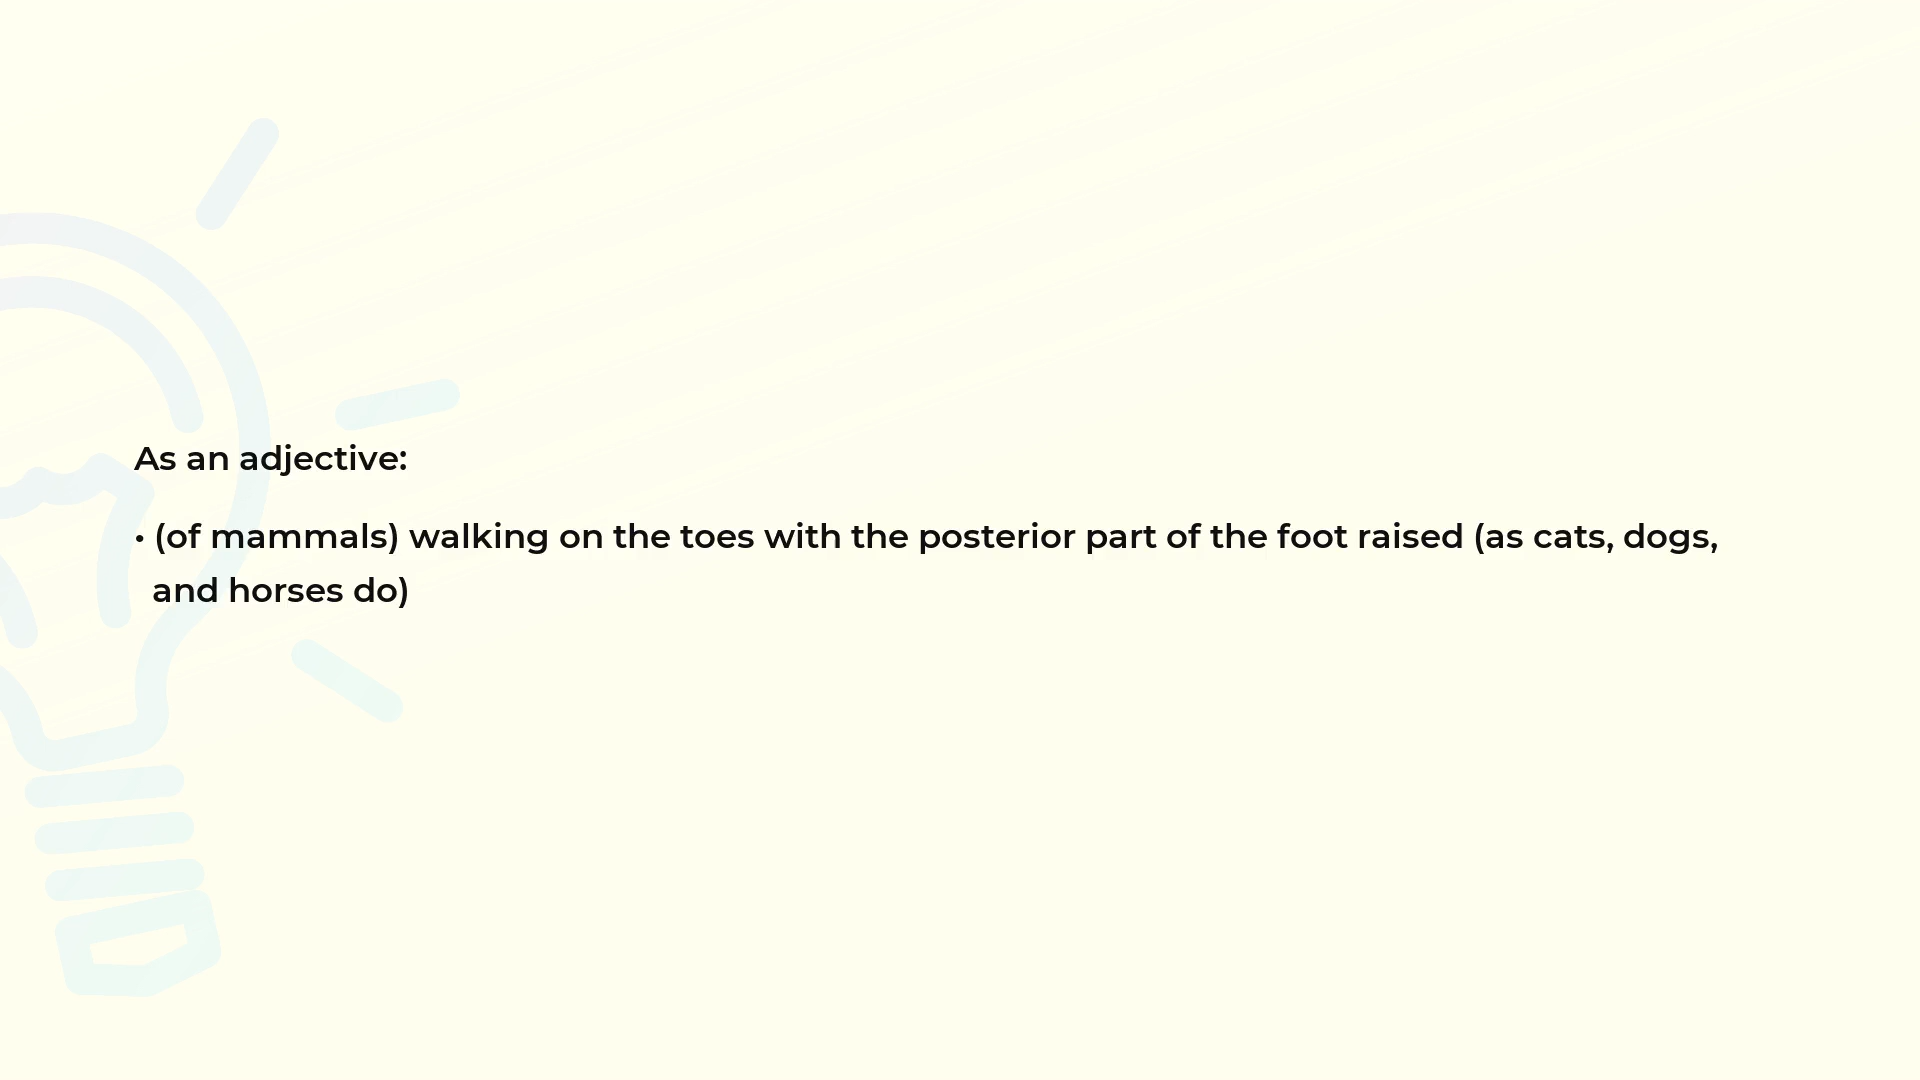 As an adjective:
• (of mammals) walking on the toes with the posterior part of the foot raised (as cats, dogs,
and horses do)